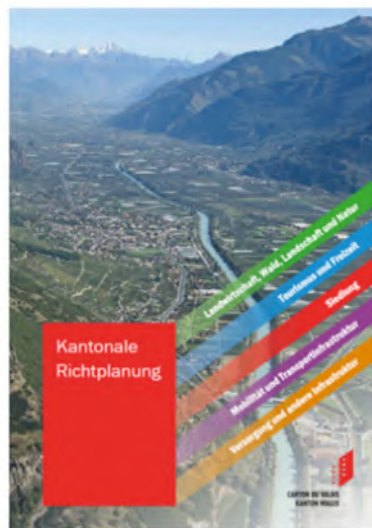 Landwirtschaft, Wald, Landschaft und Natur
Tourismus und Freizeit
Siedlung
Mobilität und Transportinfrastruktur
Versorgung und andere Infrastruktur
Kantonale
Richtplanung
CANTON DU VALAIS
KANTON WALLIS